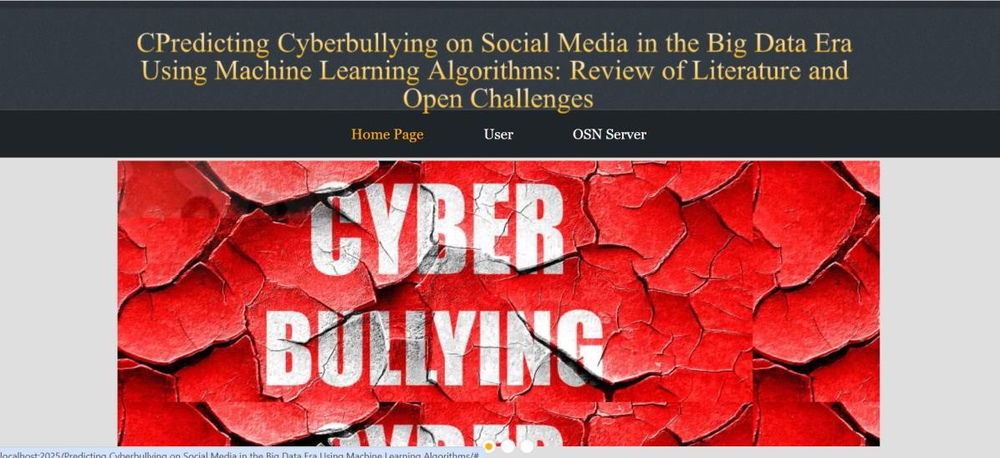 CPredicting Cyberbullying on Social Media in the Big Data Era
Using Machine Learning Algorithms: Review of Literature and
Open Challenges
Home Page User OSN Server
CYBER
BULLYING
CYBER
localhost:2025/Predicting Cyberbullying on Social Media in the Big Data Era Using Machine Learning Algorithms/#